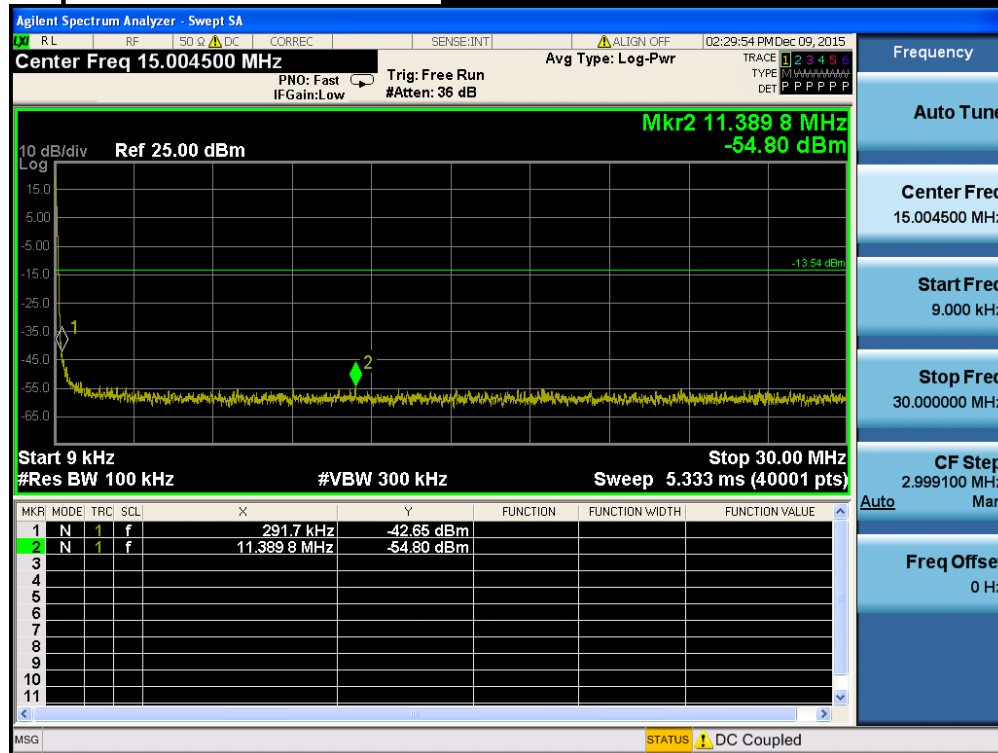 Agilent Spectrum Analyzer - Swept SA
LXI RL RF 50 Ω DC CORREC SENSE:INT ALIGN OFF 02:29:54 PM Dec 09, 2015
Center Freq 15.004500 MHz
PNO: Fast
IFGain:Low
Trig: Free Run
#Atten: 36 dB
Avg Type: Log-Pwr
TRACE 1 2 3 4 5 6
TYPE M
DET P P P P P P
Mkr2 11.389 8 MHz
-54.80 dBm
10 dB/div Ref 25.00 dBm
Log
15.0
5.00
-5.00
-13.54 dBm
-15.0
-25.0
-35.0
1
-45.0
2
-55.0
-65.0
Start 9 kHz Stop 30.00 MHz
#Res BW 100 kHz #VBW 300 kHz Sweep 5.333 ms (40001 pts)
MKR MODE TRC SCL X Y FUNCTION FUNCTION WIDTH FUNCTION VALUE
1 N 1 f 291.7 kHz -42.65 dBm
2 N 1 f 11.389 8 MHz -54.80 dBm
3
4
5
6
7
8
9
10
11
MSG STATUS DC Coupled
Frequency
Auto Tune
Center Freq
15.004500 MHz
Start Freq
9.000 kHz
Stop Freq
30.000000 MHz
CF Step
2.999100 MHz
Auto Man
Freq Offset
0 Hz